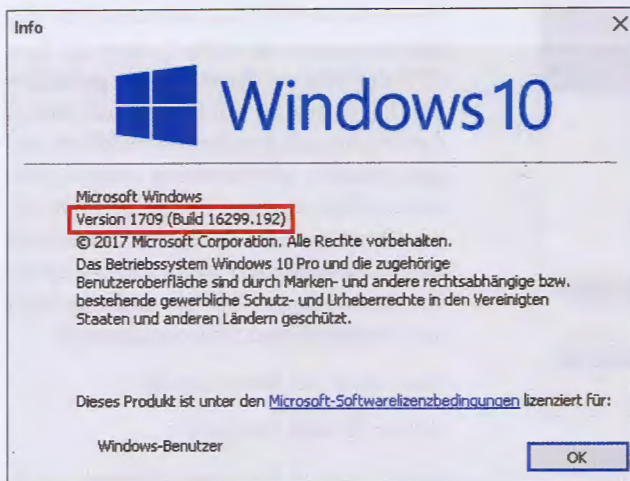 Info
Windows 10
Microsoft Windows
Version 1709 (Build 16299.192)
© 2017 Microsoft Corporation. Alle Rechte vorbehalten.
Das Betriebssystem Windows 10 Pro und die zugehörige
Benutzeroberfläche sind durch Marken- und andere rechtsabhängige bzw.
bestehende gewerbliche Schutz- und Urheberrechte in den Vereinigten
Staaten und anderen Ländern geschützt.
Dieses Produkt ist unter den Microsoft-Softwarelizenzbedingungen lizenziert für:
Windows-Benutzer
OK